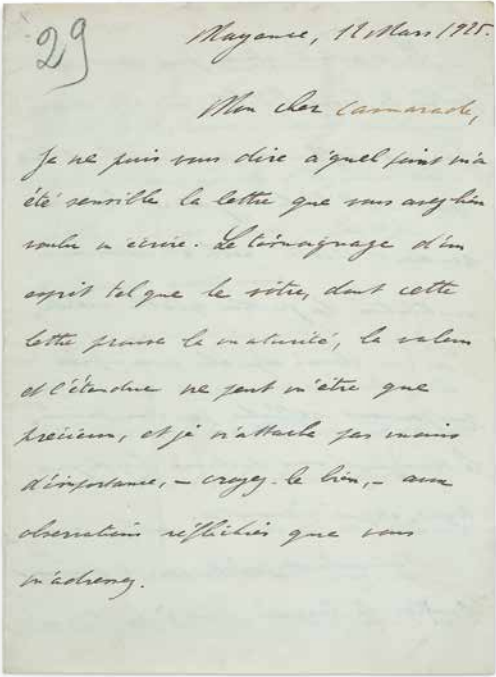 29
Mayence, 12 Mars 1925.
Mon cher camarade,
Je ne puis vous dire à quel point m'a
été sensible la lettre que vous avez bien
voulu m'écrire. Le témoignage d'un
esprit tel que le vôtre, dont cette
lettre prouve la maturité, la valeur
et l'étendue ne peut m'être que
précieux, et je n'attache pas moins
d'importance, – croyez-le bien, – aux
observations réfléchies que vous
m'adressez.